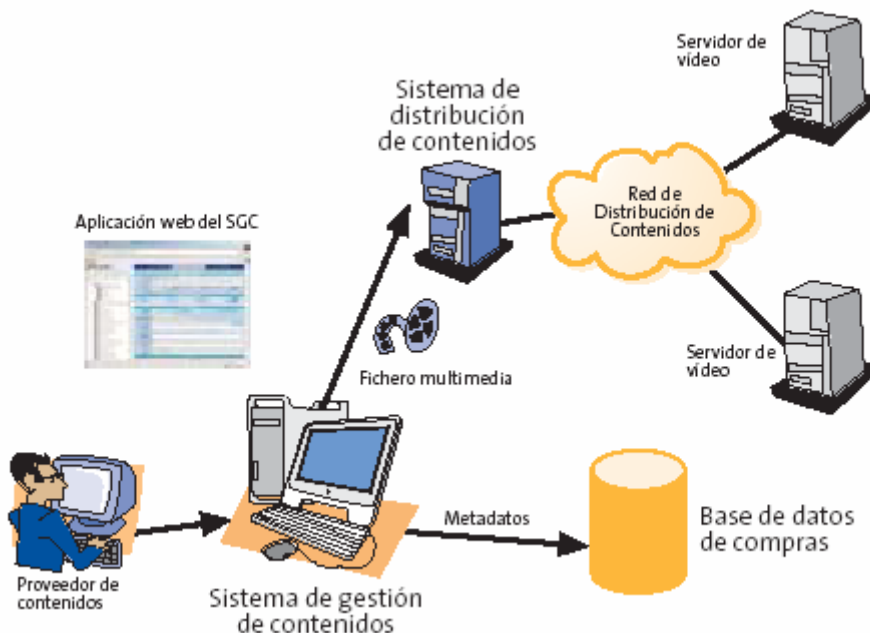 Servidor de
vídeo
Sistema de
distribución
de contenidos
Red de
Distribución de
Contenidos
Aplicación web del SGC
Fichero multimedia
Servidor de
vídeo
Metadatos
Base de datos
de compras
Proveedor de
contenidos
Sistema de gestión
de contenidos